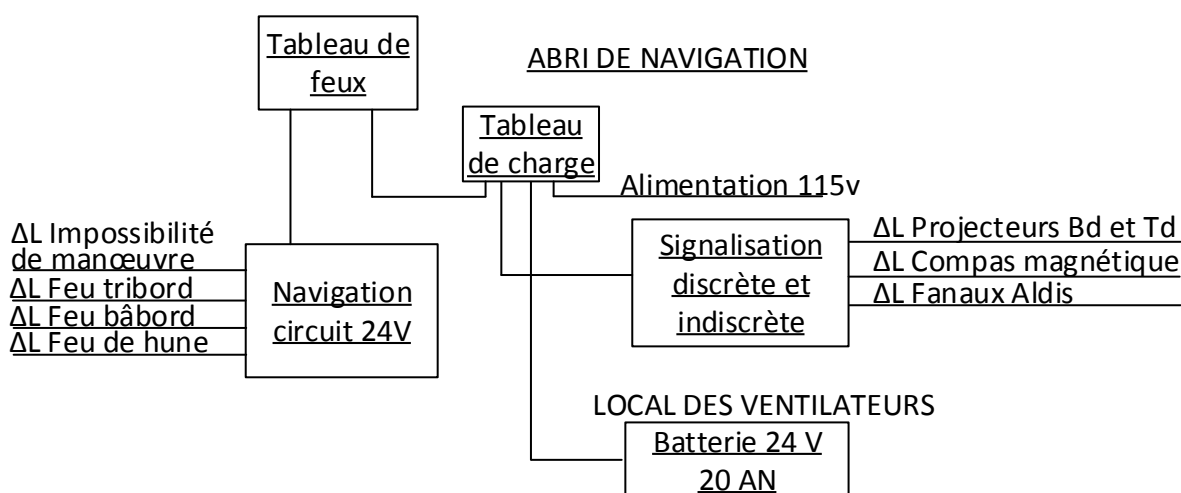 Tableau de
feux
ABRI DE NAVIGATION
Tableau
de charge
Alimentation 115v
ΔL Impossibilité
de manœuvre
ΔL Feu tribord
ΔL Feu bâbord
ΔL Feu de hune
Navigation
circuit 24V
Signalisation
discrète et
indiscrète
ΔL Projecteurs Bd et Td
ΔL Compas magnétique
ΔL Fanaux Aldis
LOCAL DES VENTILATEURS
Batterie 24 V
20 AN